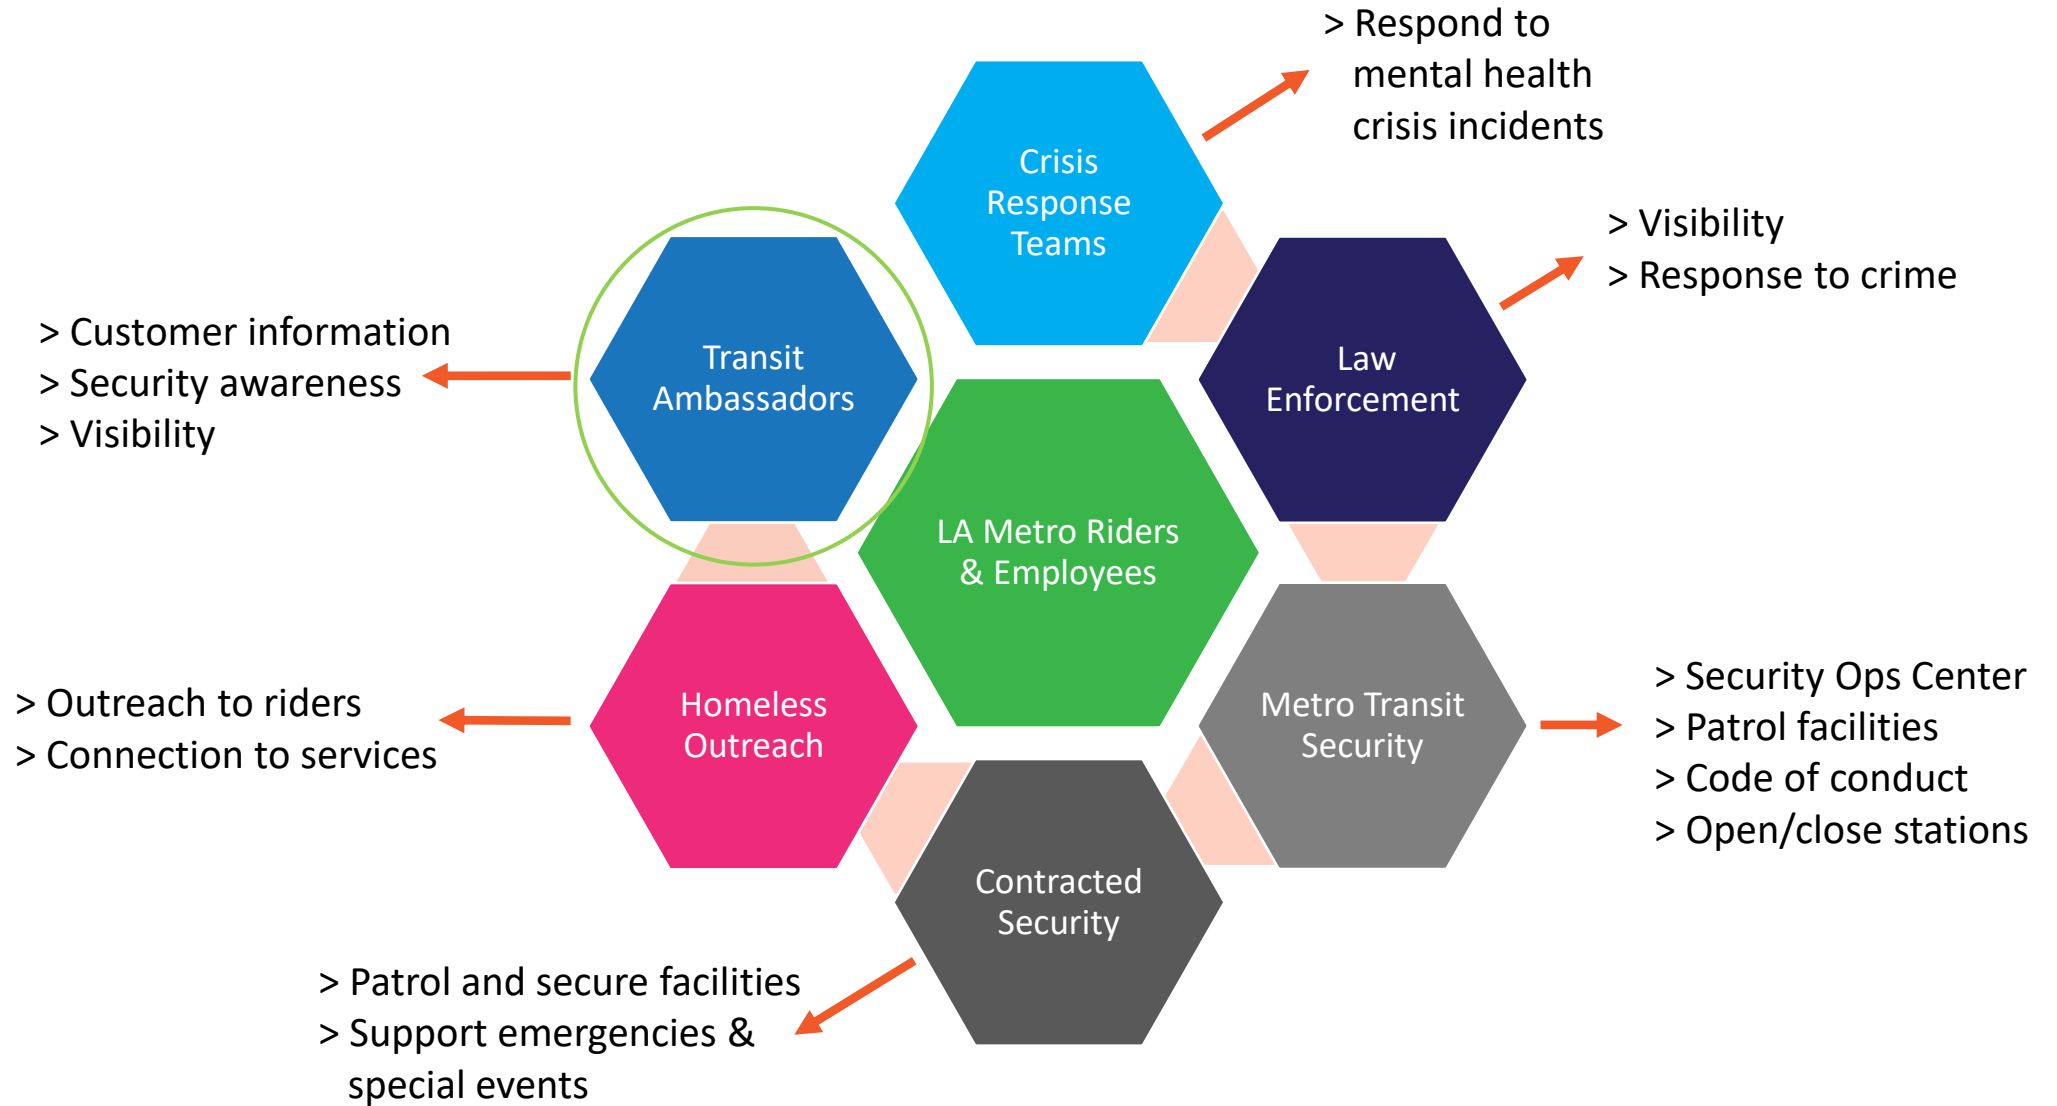 > Respond to
mental health
crisis incidents
Crisis
Response
Teams
> Visibility
> Response to crime
Law
Enforcement
> Customer information
> Security awareness
> Visibility
Transit
Ambassadors
LA Metro Riders
& Employees
> Outreach to riders
> Connection to services
Homeless
Outreach
Metro Transit
Security
> Security Ops Center
> Patrol facilities
> Code of conduct
> Open/close stations
Contracted
Security
> Patrol and secure facilities
> Support emergencies &
special events